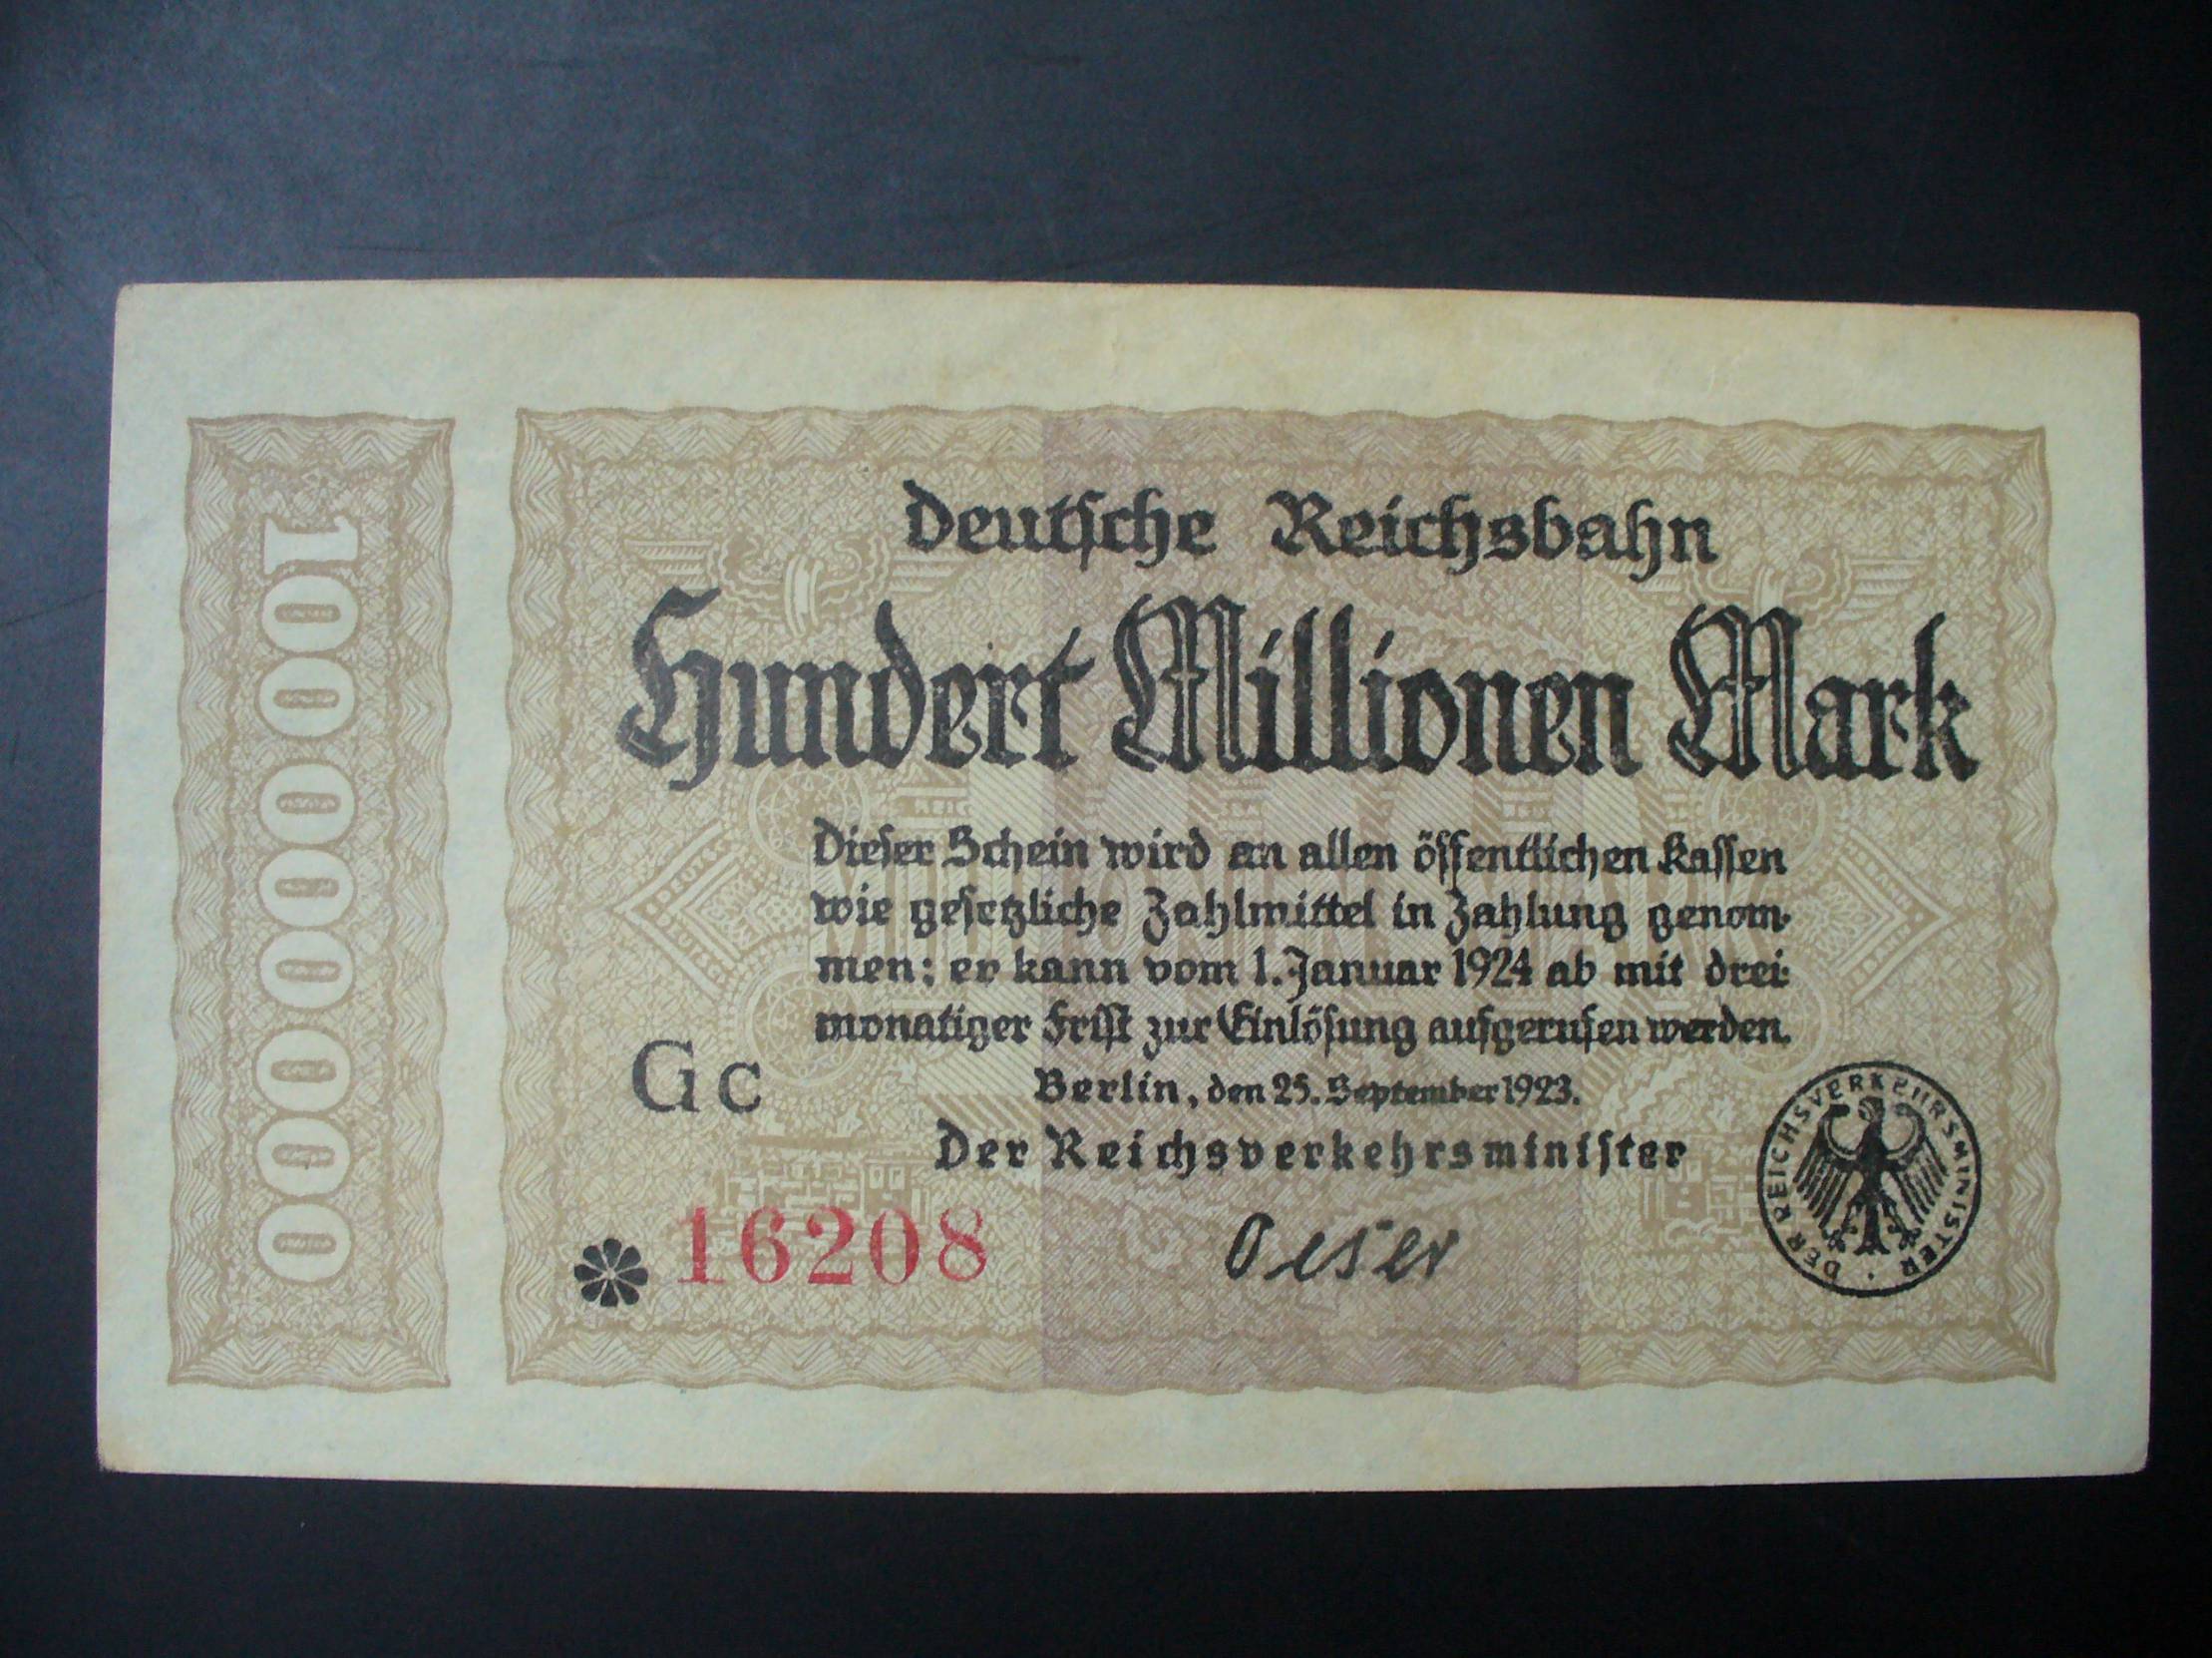 100000000
Deutsche Reichsbahn
Hundert Millionen Mark
Dieser Schein wird an allen öffentlichen Kassen
wie gesetzliche Zahlmittel in Zahlung genom-
men; er kann vom 1. Januar 1924 ab mit drei-
monatiger Frist zur Einlösung aufgerufen werden.
Gc
Berlin, den 25. September 1923.
Der Reichsverkehrsminister
16208
Oeser
DER REICHSVERKEHRSMINISTER